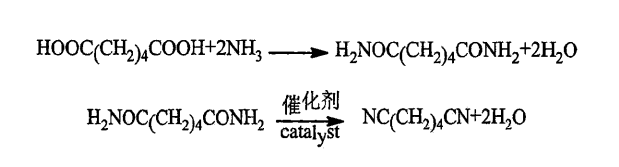 HOOC(CH₂)₄COOH+2NH₃ ⟶ H₂NOC(CH₂)₄CONH₂+2H₂O
催化剂
H₂NOC(CH₂)₄CONH₂ ⟶ NC(CH₂)₄CN+2H₂O
catalyst